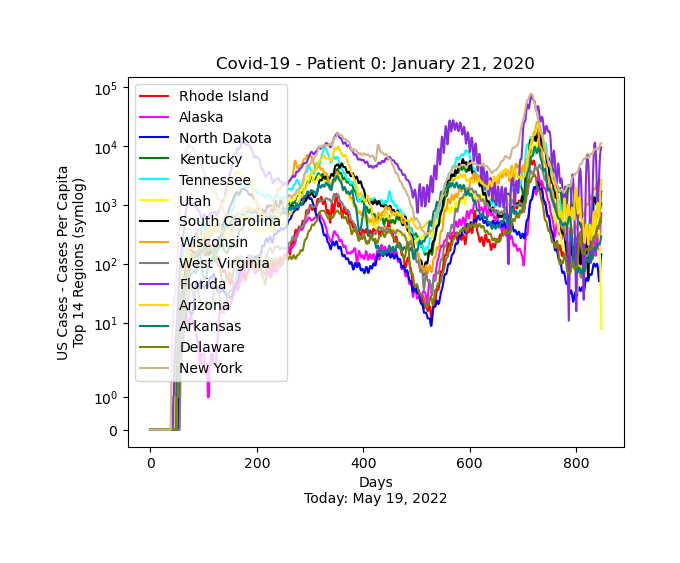 Covid-19 - Patient 0: January 21, 2020
US Cases - Cases Per Capita
Top 14 Regions (symlog)
10^5
10^4
10^3
10^2
10^1
10^0
0
Rhode Island
Alaska
North Dakota
Kentucky
Tennessee
Utah
South Carolina
Wisconsin
West Virginia
Florida
Arizona
Arkansas
Delaware
New York
0 200 400 600 800
Days
Today: May 19, 2022